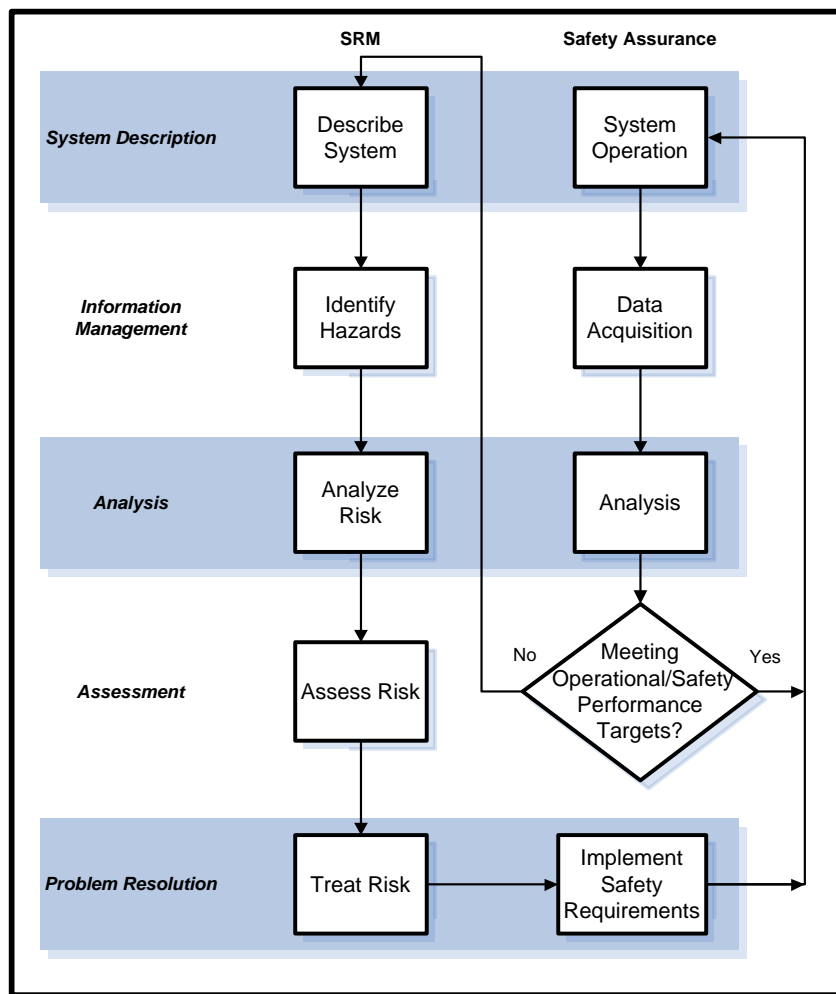 SRM
Safety Assurance
System Description
Describe
System
System
Operation
Information
Management
Identify
Hazards
Data
Acquisition
Analysis
Analyze
Risk
Analysis
Assessment
Assess Risk
No
Meeting
Operational/Safety
Performance
Targets?
Yes
Problem Resolution
Treat Risk
Implement
Safety
Requirements